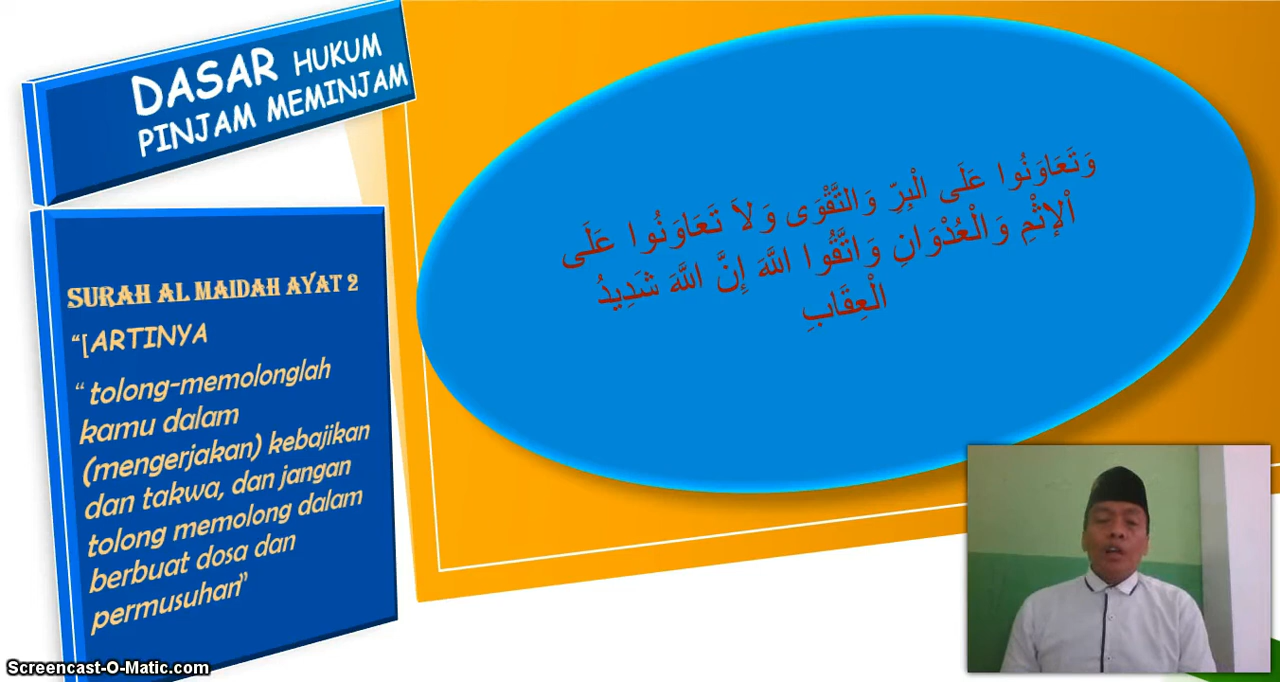 DASAR HUKUM
PINJAM MEMINJAM
SURAH AL MAIDAH AYAT 2
“[ARTINYA
“ tolong-memolonglah
kamu dalam
(mengerjakan) kebajikan
dan takwa, dan jangan
tolong memolong dalam
berbuat dosa dan
permusuhan”
وَتَعَاوَنُوا عَلَى الْبِرِّ وَالتَّقْوَى وَلاَ تَعَاوَنُوا عَلَى
اْلإِثْمِ وَالْعُدْوَانِ وَاتَّقُوا اللَّهَ إِنَّ اللَّهَ شَدِيدُ
الْعِقَابِ
Screencast-O-Matic.com